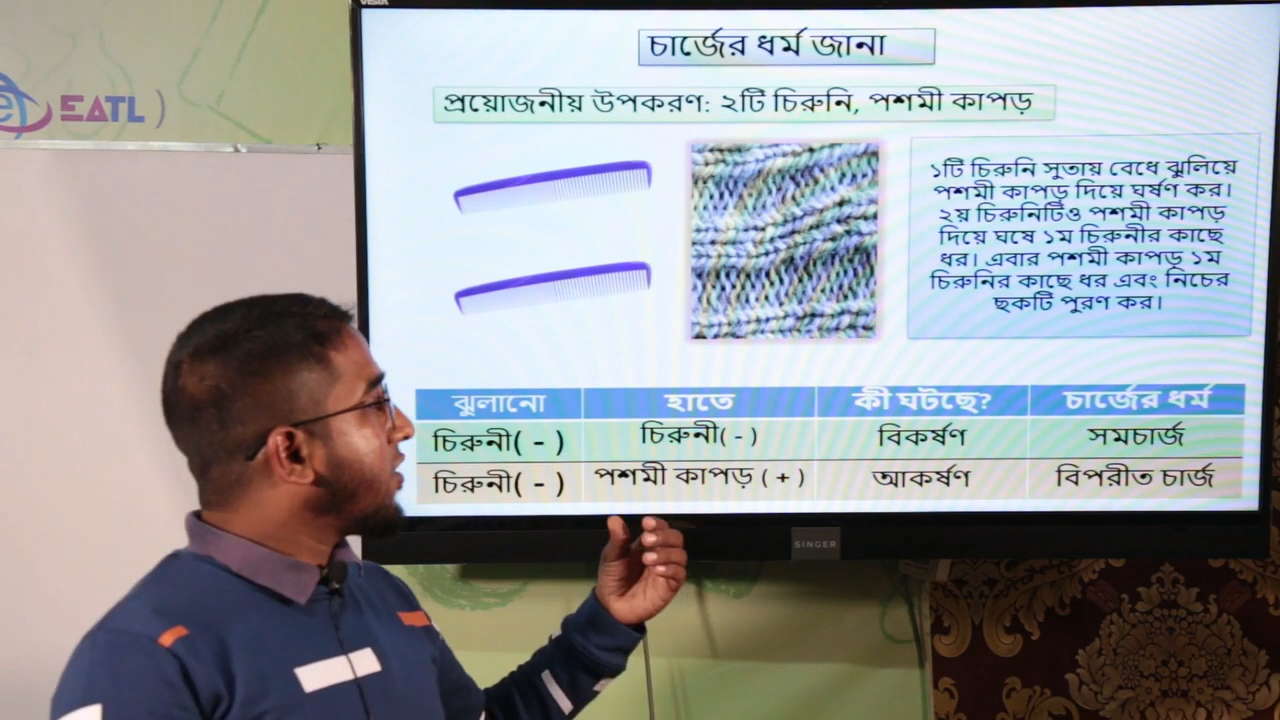 VISTA
EATL
চার্জের ধর্ম জানা
প্রয়োজনীয় উপকরণ: ২টি চিরুনি, পশমী কাপড়
১টি চিরুনি সুতায় বেধে ঝুলিয়ে
পশমী কাপড় দিয়ে ঘর্ষণ কর।
২য় চিরুনিটিও পশমী কাপড়
দিয়ে ঘষে ১ম চিরুনীর কাছে
ধর। এবার পশমী কাপড় ১ম
চিরুনির কাছে ধর এবং নিচের
ছকটি পুরণ কর।
ঝুলানো হাতে কী ঘটছে? চার্জের ধর্ম
চিরুনী( - ) চিরুনী( - ) বিকর্ষণ সমচার্জ
চিরুনী( - ) পশমী কাপড় ( + ) আকর্ষণ বিপরীত চার্জ
SINGER